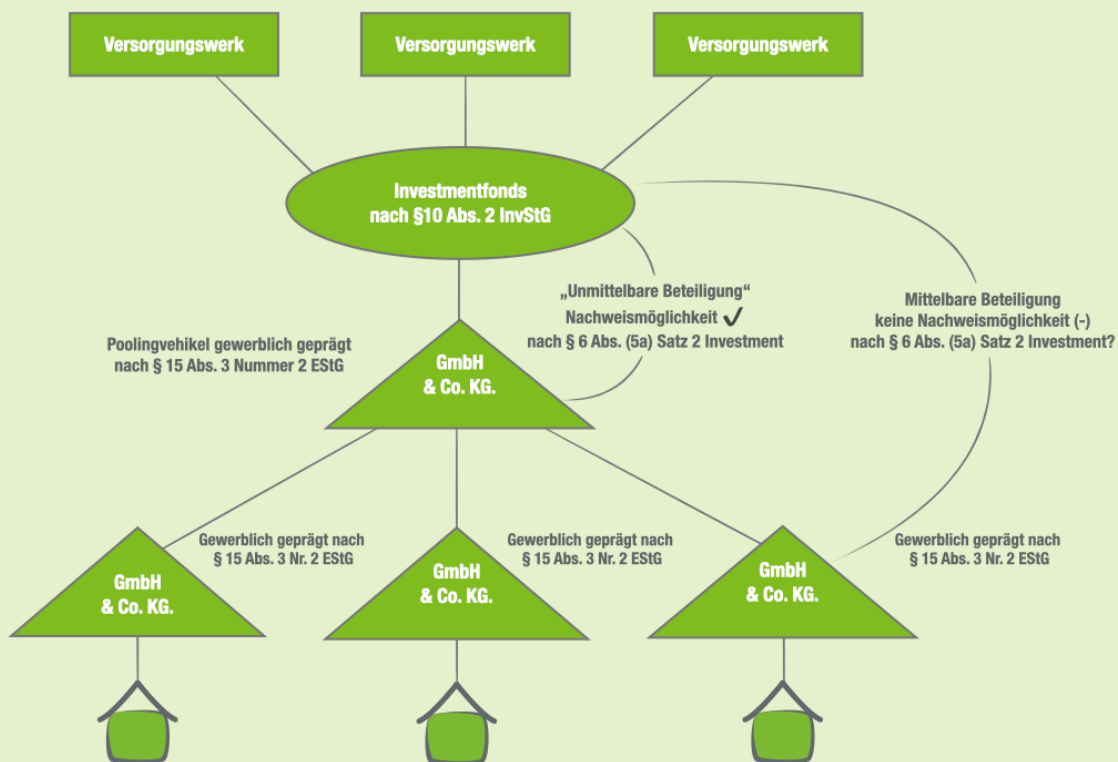 Versorgungswerk
Versorgungswerk
Versorgungswerk
Investmentfonds
nach §10 Abs. 2 InvStG
„Unmittelbare Beteiligung“
Nachweismöglichkeit ✓
nach § 6 Abs. (5a) Satz 2 Investment
Mittelbare Beteiligung
keine Nachweismöglichkeit (-)
nach § 6 Abs. (5a) Satz 2 Investment?
Poolingvehikel gewerblich geprägt
nach § 15 Abs. 3 Nummer 2 EStG
GmbH
& Co. KG.
Gewerblich geprägt nach
§ 15 Abs. 3 Nr. 2 EStG
Gewerblich geprägt nach
§ 15 Abs. 3 Nr. 2 EStG
Gewerblich geprägt nach
§ 15 Abs. 3 Nr. 2 EStG
GmbH
& Co. KG.
GmbH
& Co. KG.
GmbH
& Co. KG.